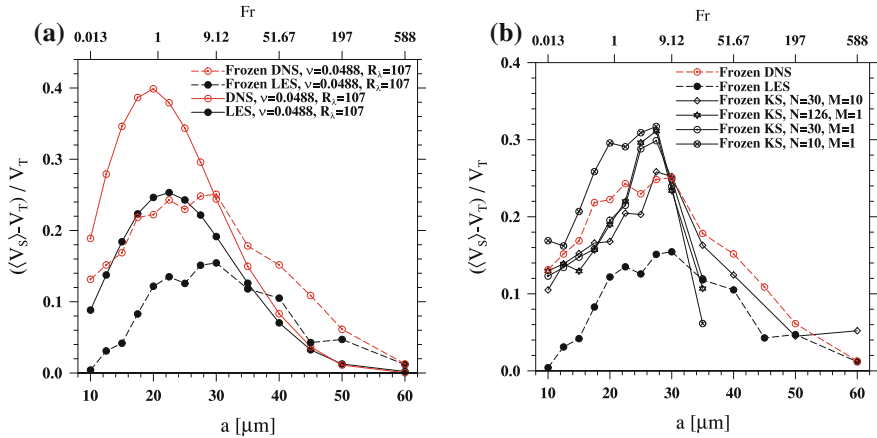 Fr
(a)
0.013 1 9.12 51.67 197 588
Frozen DNS, ν=0.0488, Rλ=107
Frozen LES, ν=0.0488, Rλ=107
DNS, ν=0.0488, Rλ=107
LES, ν=0.0488, Rλ=107
0.4
0.3
0.2
0.1
0.0
(⟨VS⟩-VT) / VT
10 20 30 40 50 60
a [μm]
Fr
(b)
0.013 1 9.12 51.67 197 588
Frozen DNS
Frozen LES
Frozen KS, N=30, M=10
Frozen KS, N=126, M=1
Frozen KS, N=30, M=1
Frozen KS, N=10, M=1
0.4
0.3
0.2
0.1
0.0
(⟨VS⟩-VT) / VT
10 20 30 40 50 60
a [μm]